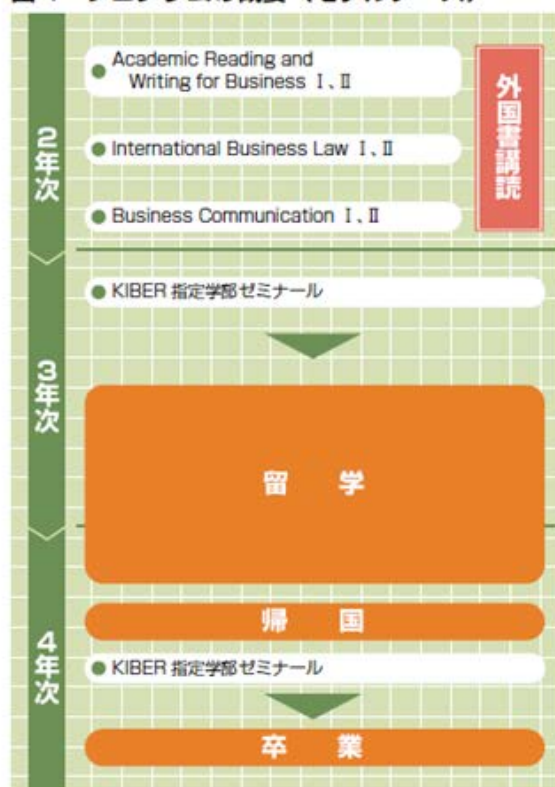 2年次
● Academic Reading and
Writing for Business Ⅰ、Ⅱ
● International Business Law Ⅰ、Ⅱ
● Business Communication Ⅰ、Ⅱ
外国書講読
3年次
● KIBER 指定学部ゼミナール
留 学
4年次
帰 国
● KIBER 指定学部ゼミナール
卒 業